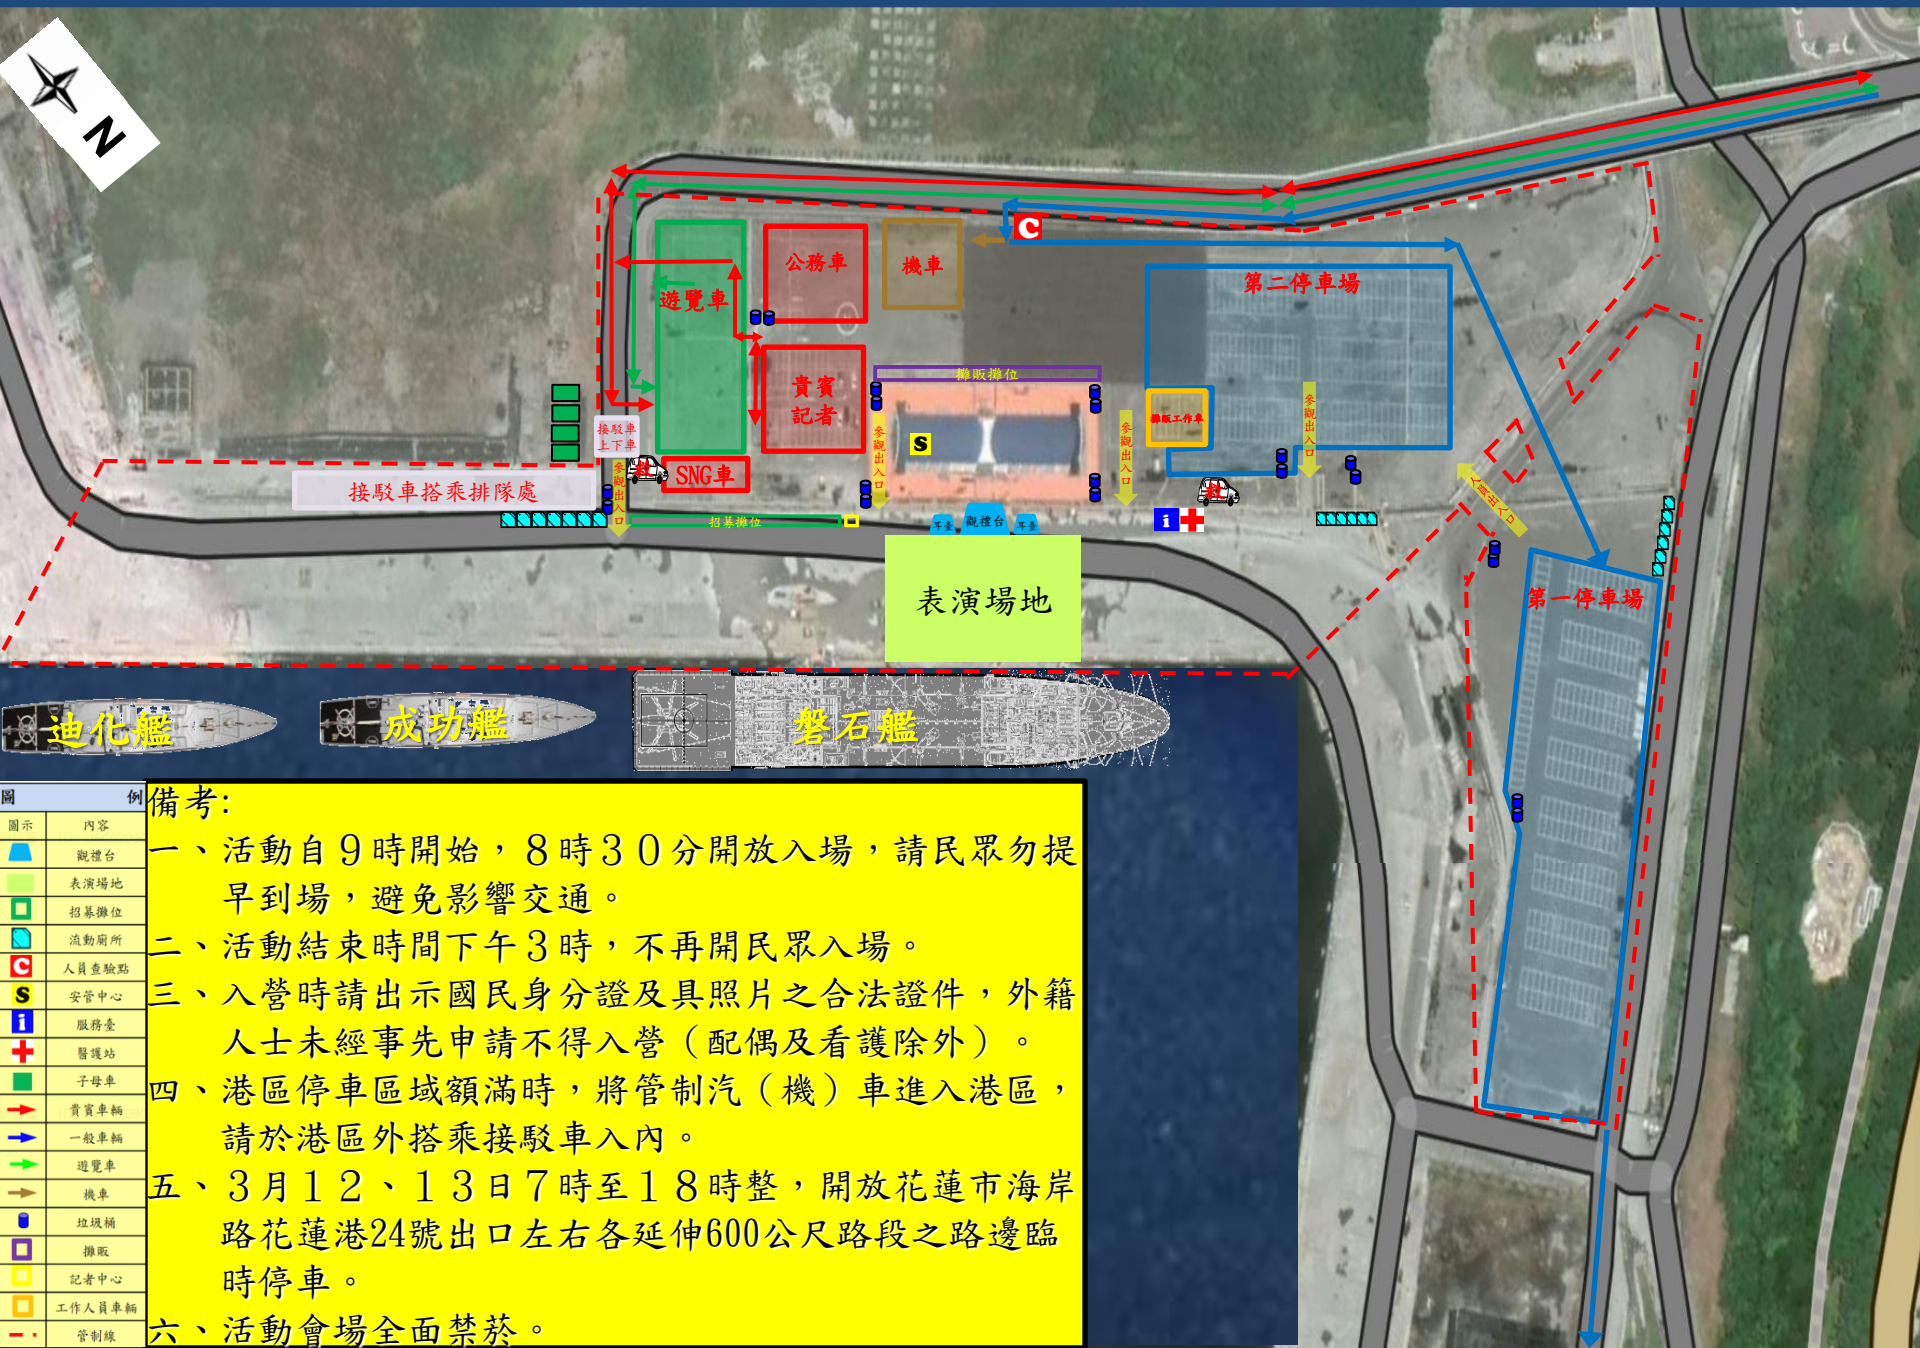 N
C
公務車
機車
遊覽車
第二停車場
貴賓
記者
攤販攤位
攤販工作車
參觀出入口
參觀出入口
參觀出入口
參觀出入口
S
接駁車
上下車
救
SNG車
接駁車搭乘排隊處
招募攤位
耳臺
觀禮台
耳臺
救
i
人員出入口
表演場地
第一停車場
迪化艦
成功艦
磐石艦
圖例
圖示 內容
觀禮台
表演場地
招募攤位
流動廁所
C 人員查驗點
S 安管中心
i 服務臺
醫護站
子母車
貴賓車輛
一般車輛
遊覽車
機車
垃圾桶
攤販
記者中心
工作人員車輛
管制線
備考:
一、活動自９時開始，８時３０分開放入場，請民眾勿提
早到場，避免影響交通。
二、活動結束時間下午３時，不再開民眾入場。
三、入營時請出示國民身分證及具照片之合法證件，外籍
人士未經事先申請不得入營（配偶及看護除外）。
四、港區停車區域額滿時，將管制汽（機）車進入港區，
請於港區外搭乘接駁車入內。
五、３月１２、１３日７時至１８時整，開放花蓮市海岸
路花蓮港24號出口左右各延伸600公尺路段之路邊臨
時停車。
六、活動會場全面禁菸。